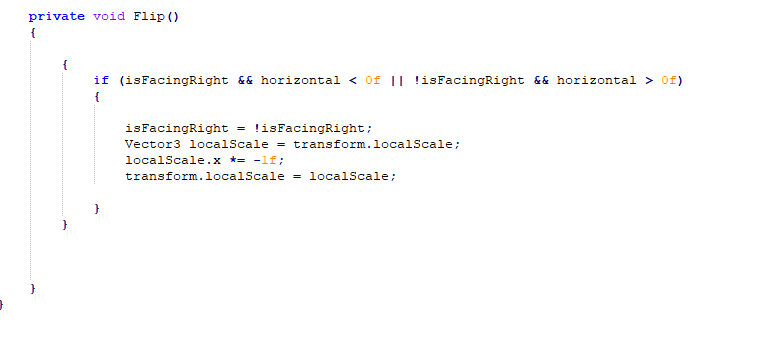 private void Flip()
{
{
if (isFacingRight && horizontal < 0f || !isFacingRight && horizontal > 0f)
{
isFacingRight = !isFacingRight;
Vector3 localScale = transform.localScale;
localScale.x *= -1f;
transform.localScale = localScale;
}
}
}
}